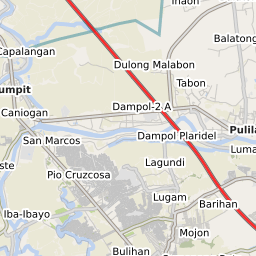 Inaon
Balatong
Capalangan
Dulong Malabon
Tabon
umpit
Dampol-2 A
Caniogan
Pulila
San Marcos
Dampol Plaridel
Luma
Lagundi
ste
Pio Cruzcosa
Lugam
Barihan
Iba-Ibayo
Mojon
Bulihan